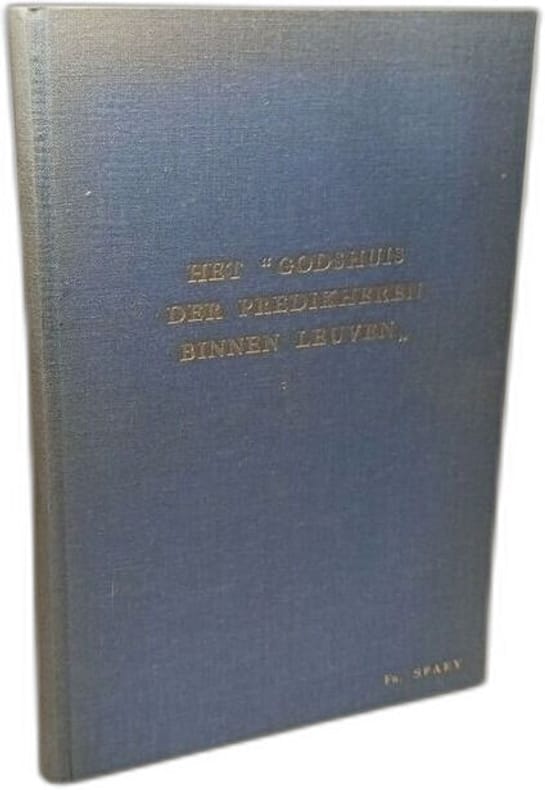 HET “GODSHUIS
DER PREDIKHEREN
BINNEN LEUVEN„
Fr. SPAEY